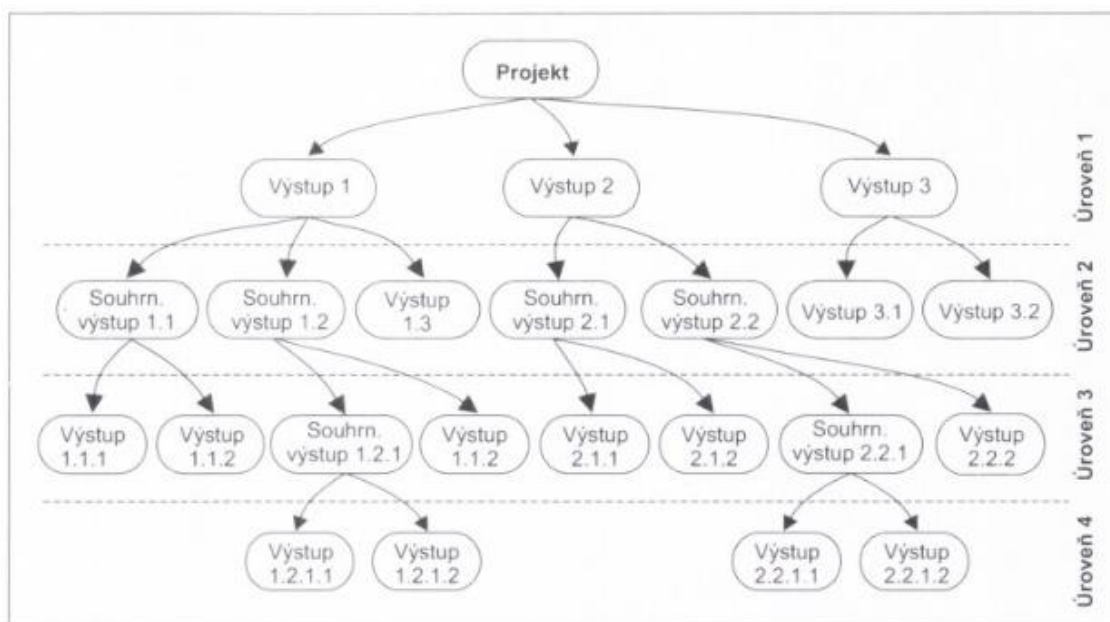 Projekt
Výstup 1
Výstup 2
Výstup 3
Úroveň 1
Souhrn.
výstup 1.1
Souhrn.
výstup 1.2
Výstup
1.3
Souhrn.
výstup 2.1
Souhrn.
výstup 2.2
Výstup 3.1
Výstup 3.2
Úroveň 2
Výstup
1.1.1
Výstup
1.1.2
Souhrn.
výstup 1.2.1
Výstup
1.1.2
Výstup
2.1.1
Výstup
2.1.2
Souhrn.
výstup 2.2.1
Výstup
2.2.2
Úroveň 3
Výstup
1.2.1.1
Výstup
1.2.1.2
Výstup
2.2.1.1
Výstup
2.2.1.2
Úroveň 4